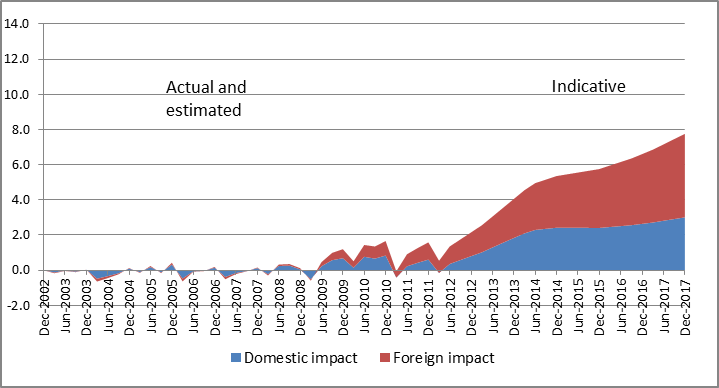 14.0
12.0
10.0
8.0
6.0
4.0
2.0
0.0
-2.0
Actual and
estimated
Indicative
Dec-2002
Jun-2003
Dec-2003
Jun-2004
Dec-2004
Jun-2005
Dec-2005
Jun-2006
Dec-2006
Jun-2007
Dec-2007
Jun-2008
Dec-2008
Jun-2009
Dec-2009
Jun-2010
Dec-2010
Jun-2011
Dec-2011
Jun-2012
Dec-2012
Jun-2013
Dec-2013
Jun-2014
Dec-2014
Jun-2015
Dec-2015
Jun-2016
Dec-2016
Jun-2017
Dec-2017
Domestic impact Foreign impact